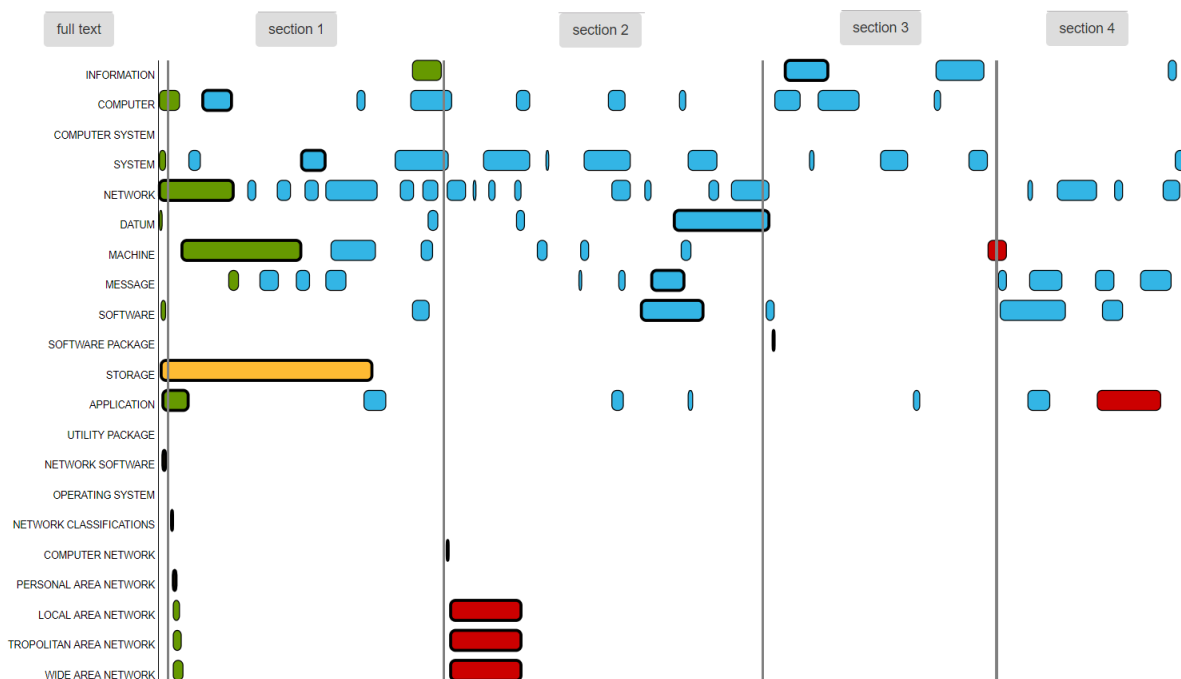 full text
section 1
section 2
section 3
section 4
INFORMATION
COMPUTER
COMPUTER SYSTEM
SYSTEM
NETWORK
DATUM
MACHINE
MESSAGE
SOFTWARE
SOFTWARE PACKAGE
STORAGE
APPLICATION
UTILITY PACKAGE
NETWORK SOFTWARE
OPERATING SYSTEM
NETWORK CLASSIFICATIONS
COMPUTER NETWORK
PERSONAL AREA NETWORK
LOCAL AREA NETWORK
TROPOLITAN AREA NETWORK
WIDE AREA NETWORK